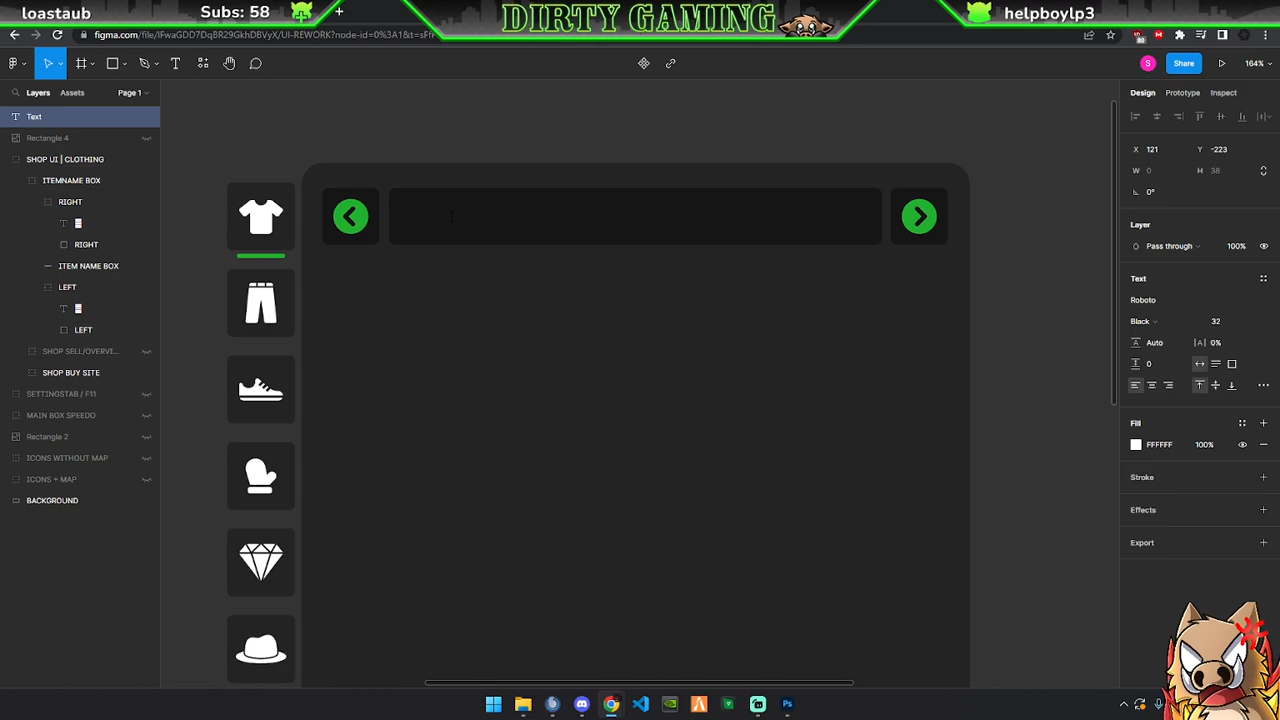 loastaub
Subs: 58
DIRTY GAMING
helpboylp3
figma.com/file/IFwaGDD7DqBR29GkhDBVyX/UI-REWORK?node-id=0%3A1&t=sFf
80
S
Share
164%
Layers
Assets
Page 1
Text
Rectangle 4
SHOP UI | CLOTHING
ITEMNAME BOX
RIGHT
RIGHT
ITEM NAME BOX
LEFT
LEFT
SHOP SELL/OVERVI...
SHOP BUY SITE
SETTINGSTAB / F11
MAIN BOX SPEEDO
Rectangle 2
ICONS WITHOUT MAP
ICONS + MAP
BACKGROUND
Design
Prototype
Inspect
X 121
Y -223
W 0
H 38
0°
Layer
Pass through
100%
Text
Roboto
Black
32
Auto
0%
0
Fill
FFFFFF
100%
Stroke
Effects
Export
Ps